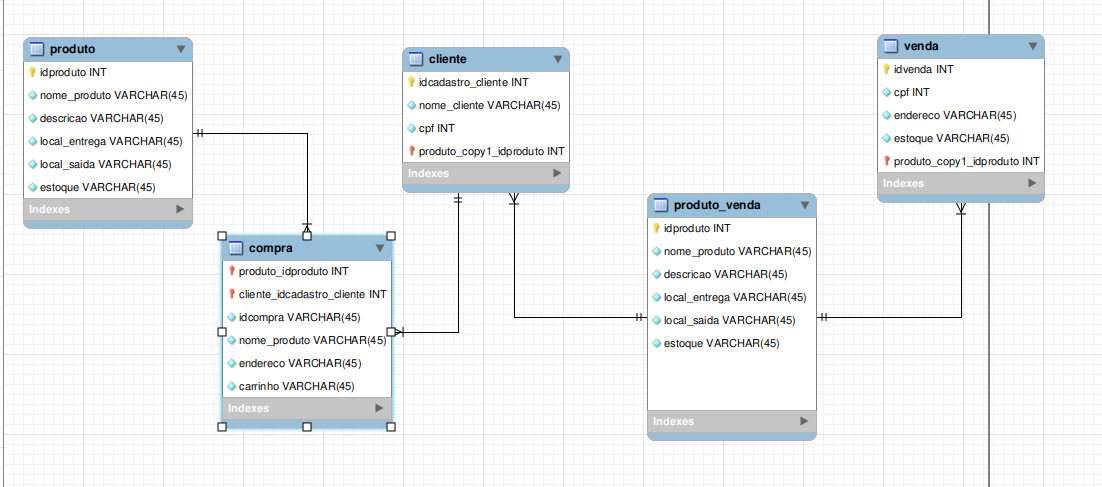 produto
idproduto INT
nome_produto VARCHAR(45)
descricao VARCHAR(45)
local_entrega VARCHAR(45)
local_saida VARCHAR(45)
estoque VARCHAR(45)
Indexes
cliente
idcadastro_cliente INT
nome_cliente VARCHAR(45)
cpf INT
produto_copy1_idproduto INT
Indexes
venda
idvenda INT
cpf INT
endereco VARCHAR(45)
estoque VARCHAR(45)
produto_copy1_idproduto INT
Indexes
compra
produto_idproduto INT
cliente_idcadastro_cliente INT
idcompra VARCHAR(45)
nome_produto VARCHAR(45)
endereco VARCHAR(45)
carrinho VARCHAR(45)
Indexes
produto_venda
idproduto INT
nome_produto VARCHAR(45)
descricao VARCHAR(45)
local_entrega VARCHAR(45)
local_saida VARCHAR(45)
estoque VARCHAR(45)
Indexes